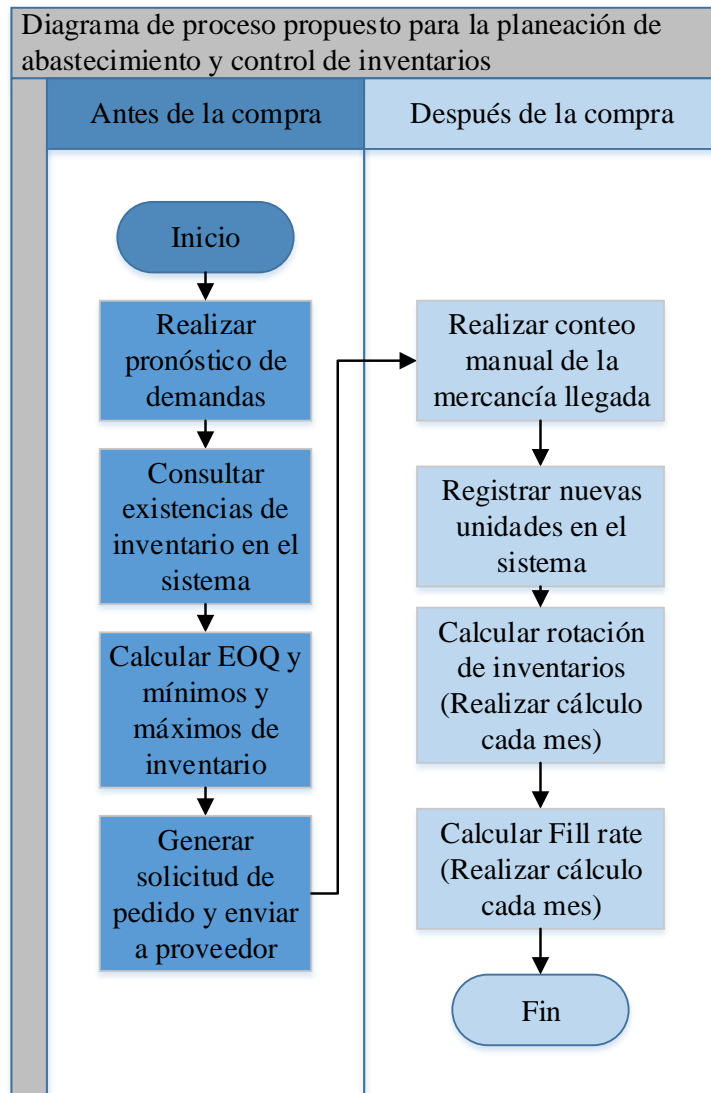 Diagrama de proceso propuesto para la planeación de
abastecimiento y control de inventarios
Antes de la compra
Después de la compra
Inicio
Realizar
pronóstico de
demandas
Consultar
existencias de
inventario en el
sistema
Calcular EOQ y
mínimos y
máximos de
inventario
Generar
solicitud de
pedido y enviar
a proveedor
Realizar conteo
manual de la
mercancía llegada
Registrar nuevas
unidades en el
sistema
Calcular rotación
de inventarios
(Realizar cálculo
cada mes)
Calcular Fill rate
(Realizar cálculo
cada mes)
Fin